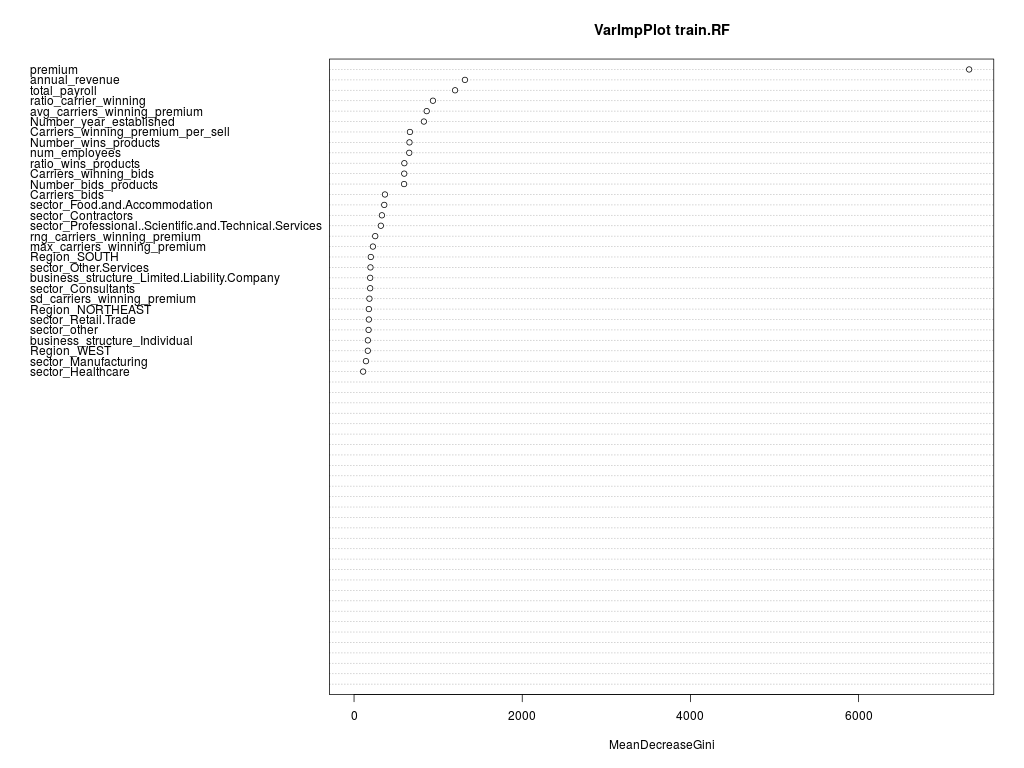 VarImpPlot train.RF
premium
annual_revenue
total_payroll
ratio_carrier_winning
avg_carriers_winning_premium
Number_year_established
Carriers_winning_premium_per_sell
Number_wins_products
num_employees
ratio_wins_products
Carriers_winning_bids
Number_bids_products
Carriers_bids
sector_Food.and.Accommodation
sector_Contractors
sector_Professional..Scientific.and.Technical.Services
rng_carriers_winning_premium
max_carriers_winning_premium
Region_SOUTH
sector_Other.Services
business_structure_Limited.Liability.Company
sector_Consultants
sd_carriers_winning_premium
Region_NORTHEAST
sector_Retail.Trade
sector_other
business_structure_Individual
Region_WEST
sector_Manufacturing
sector_Healthcare
0 2000 4000 6000
MeanDecreaseGini